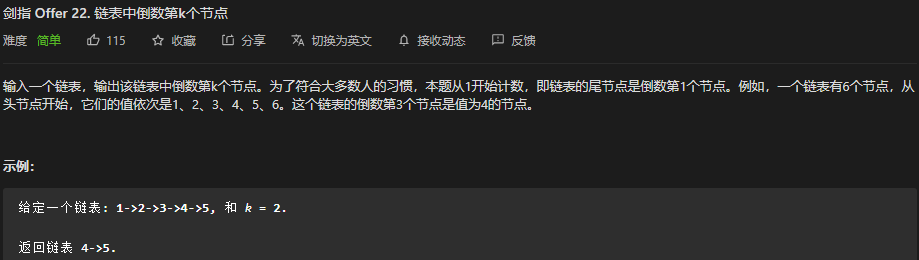 剑指 Offer 22. 链表中倒数第k个节点
难度 简单 115 收藏 分享 切换为英文 接收动态 反馈
输入一个链表，输出该链表中倒数第k个节点。为了符合大多数人的习惯，本题从1开始计数，即链表的尾节点是倒数第1个节点。例如，一个链表有6个节点，从
头节点开始，它们的值依次是1、2、3、4、5、6。这个链表的倒数第3个节点是值为4的节点。
示例：
给定一个链表: 1->2->3->4->5, 和 k = 2.
返回链表 4->5.